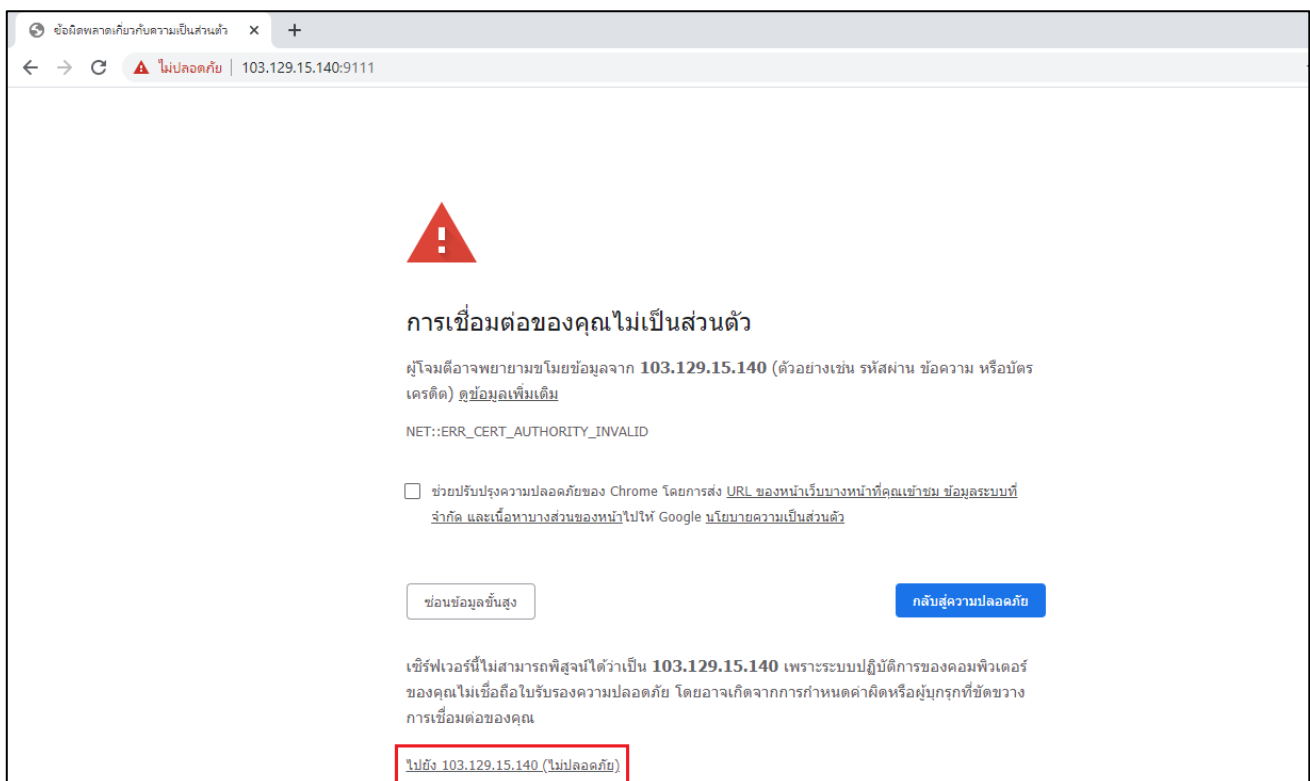 ข้อผิดพลาดเกี่ยวกับความเป็นส่วนตัว
ไม่ปลอดภัย | 103.129.15.140:9111
การเชื่อมต่อของคุณไม่เป็นส่วนตัว
ผู้โจมตีอาจพยายามขโมยข้อมูลจาก 103.129.15.140 (ตัวอย่างเช่น รหัสผ่าน ข้อความ หรือบัตร
เครดิต) ดูข้อมูลเพิ่มเติม
NET::ERR_CERT_AUTHORITY_INVALID
ช่วยปรับปรุงความปลอดภัยของ Chrome โดยการส่ง URL ของหน้าเว็บบางหน้าที่คุณเข้าชม ข้อมูลระบบที่
จำกัด และเนื้อหาบางส่วนของหน้าไปให้ Google นโยบายความเป็นส่วนตัว
ซ่อนข้อมูลขั้นสูง
กลับสู่ความปลอดภัย
เซิร์ฟเวอร์นี้ไม่สามารถพิสูจน์ได้ว่าเป็น 103.129.15.140 เพราะระบบปฏิบัติการของคอมพิวเตอร์
ของคุณไม่เชื่อถือใบรับรองความปลอดภัย โดยอาจเกิดจากการกำหนดค่าผิดหรือผู้บุกรุกที่ขัดขวาง
การเชื่อมต่อของคุณ
ไปยัง 103.129.15.140 (ไม่ปลอดภัย)